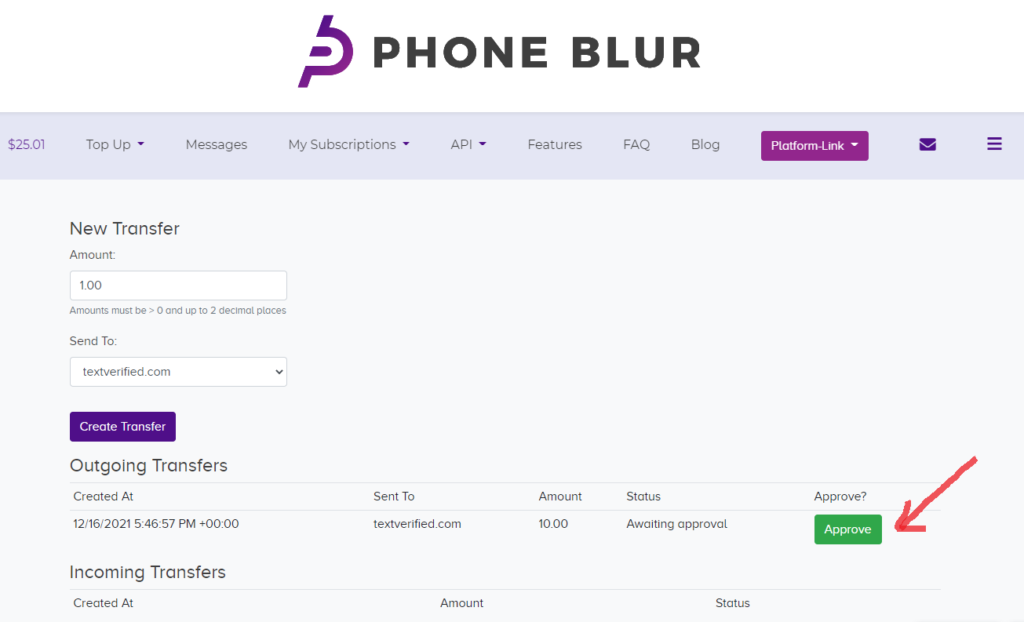 PHONE BLUR
$25.01 Top Up Messages My Subscriptions API Features FAQ Blog Platform-Link
New Transfer
Amount:
1.00
Amounts must be > 0 and up to 2 decimal places
Send To:
textverified.com
Create Transfer
Outgoing Transfers
Created At Sent To Amount Status Approve?
12/16/2021 5:46:57 PM +00:00 textverified.com 10.00 Awaiting approval Approve
Incoming Transfers
Created At Amount Status